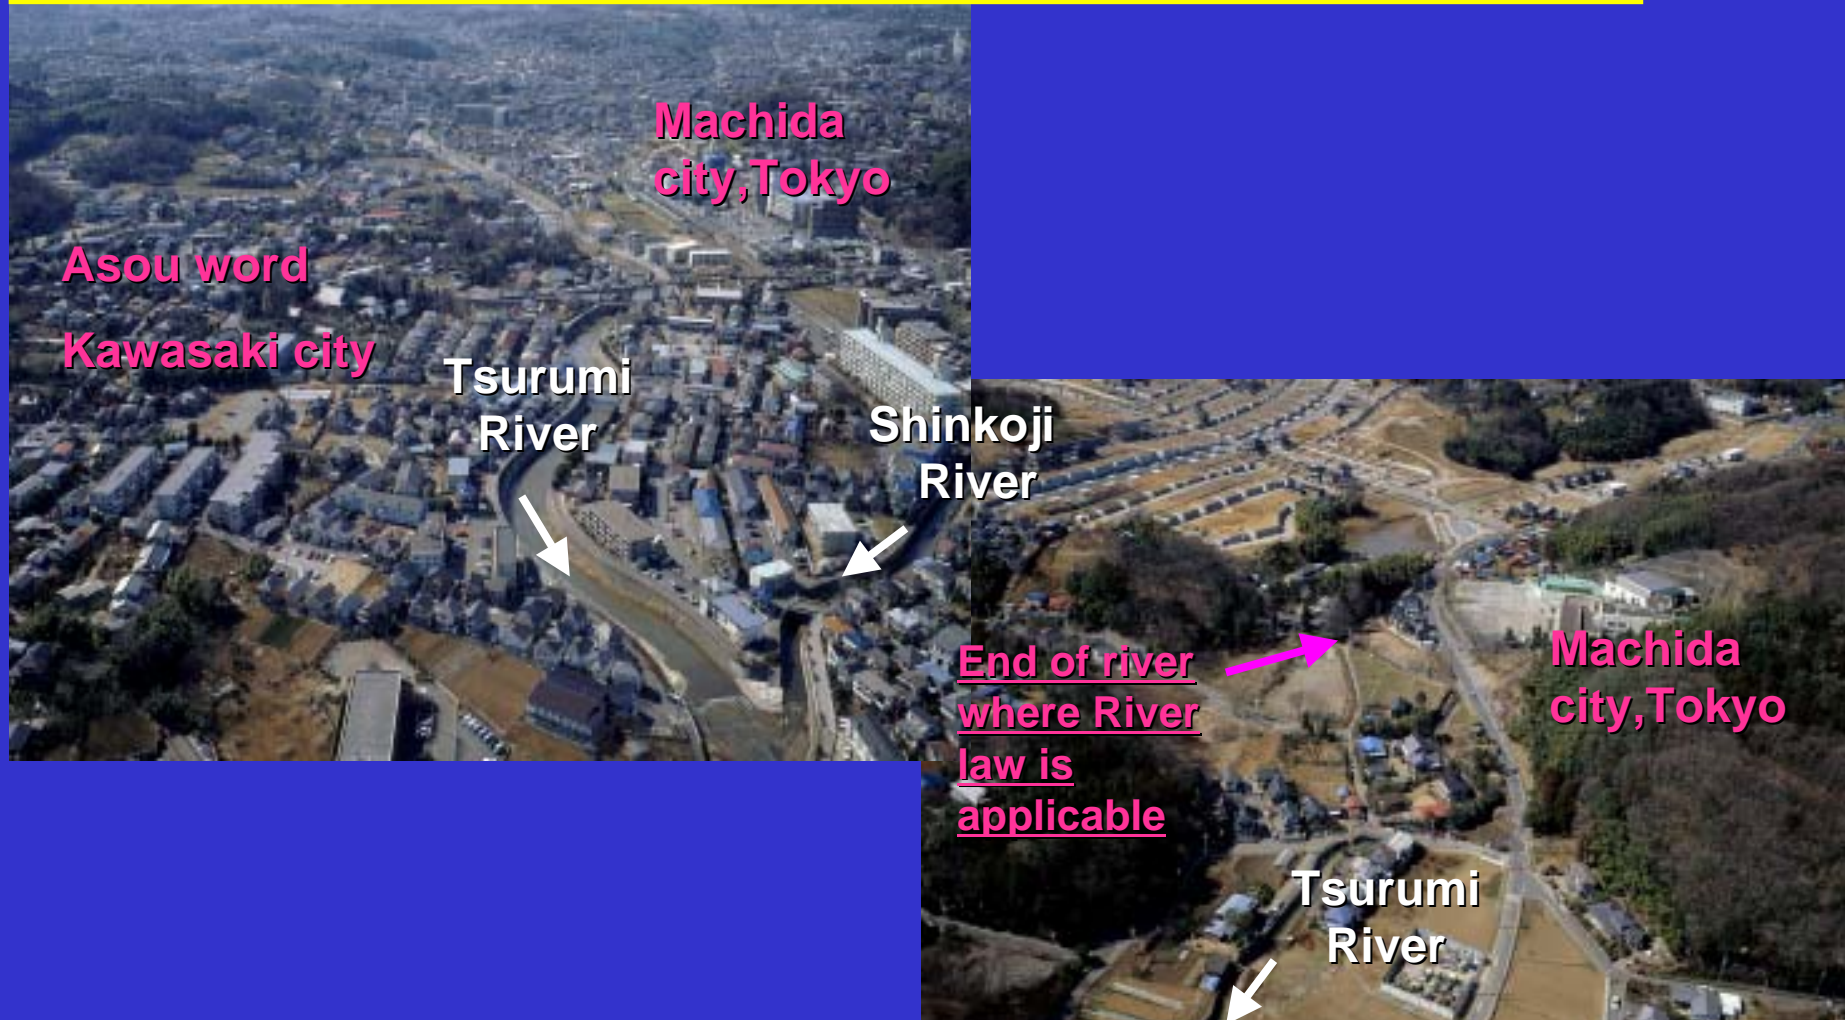 Machida
city,Tokyo
Asou word
Kawasaki city
Tsurumi
River
Shinkoji
River
End of river
where River
law is
applicable
Machida
city,Tokyo
Tsurumi
River